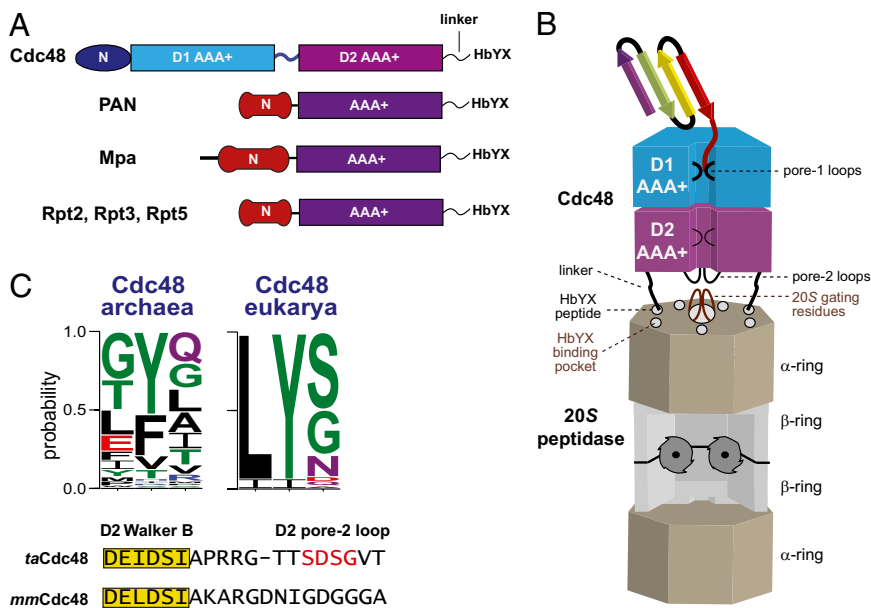 A
linker
Cdc48 N D1 AAA+ D2 AAA+ HbYX
PAN N AAA+ HbYX
Mpa N AAA+ HbYX
Rpt2, Rpt3, Rpt5 N AAA+ HbYX
B
D1
AAA+
pore-1 loops
Cdc48
D2
AAA+
linker
pore-2 loops
HbYX
peptide
20S gating
residues
HbYX
binding
pocket
α-ring
β-ring
20S
peptidase
β-ring
α-ring
C
Cdc48
archaea
Cdc48
eukarya
probability
1.0
0.5
0.0
G Y Q
T F G
L V L
E T A
L Y S
G
N
D2 Walker B D2 pore-2 loop
taCdc48 DEIDSIAPRRG-TTSDSGVT
mmCdc48 DELDSIAKARGDNIGDGGGA